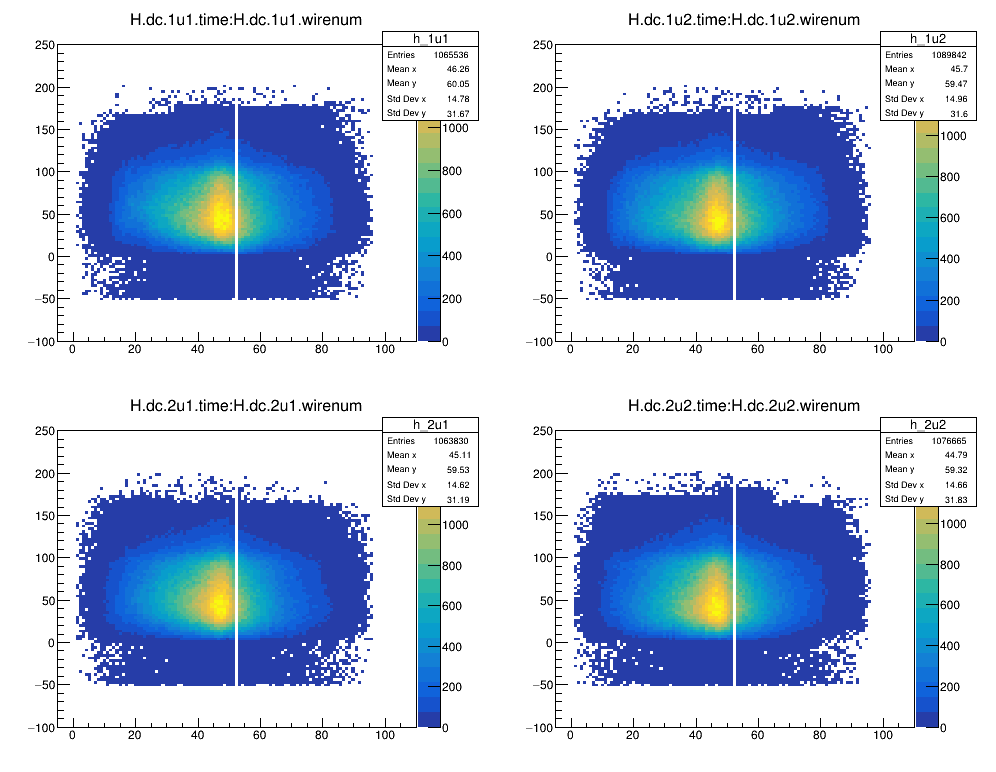 H.dc.1u1.time:H.dc.1u1.wirenum
h_1u1
Entries 1065536
Mean x 46.26
Mean y 60.05
Std Dev x 14.78
Std Dev y 31.67
250
200
150
100
50
0
−50
−100
0 20 40 60 80 100
1000
800
600
400
200
0
H.dc.1u2.time:H.dc.1u2.wirenum
h_1u2
Entries 1089842
Mean x 45.7
Mean y 59.47
Std Dev x 14.96
Std Dev y 31.6
250
200
150
100
50
0
−50
−100
0 20 40 60 80 100
1000
800
600
400
200
0
H.dc.2u1.time:H.dc.2u1.wirenum
h_2u1
Entries 1063830
Mean x 45.11
Mean y 59.53
Std Dev x 14.62
Std Dev y 31.19
250
200
150
100
50
0
−50
−100
0 20 40 60 80 100
1000
800
600
400
200
0
H.dc.2u2.time:H.dc.2u2.wirenum
h_2u2
Entries 1076665
Mean x 44.79
Mean y 59.32
Std Dev x 14.66
Std Dev y 31.83
250
200
150
100
50
0
−50
−100
0 20 40 60 80 100
1000
800
600
400
200
0